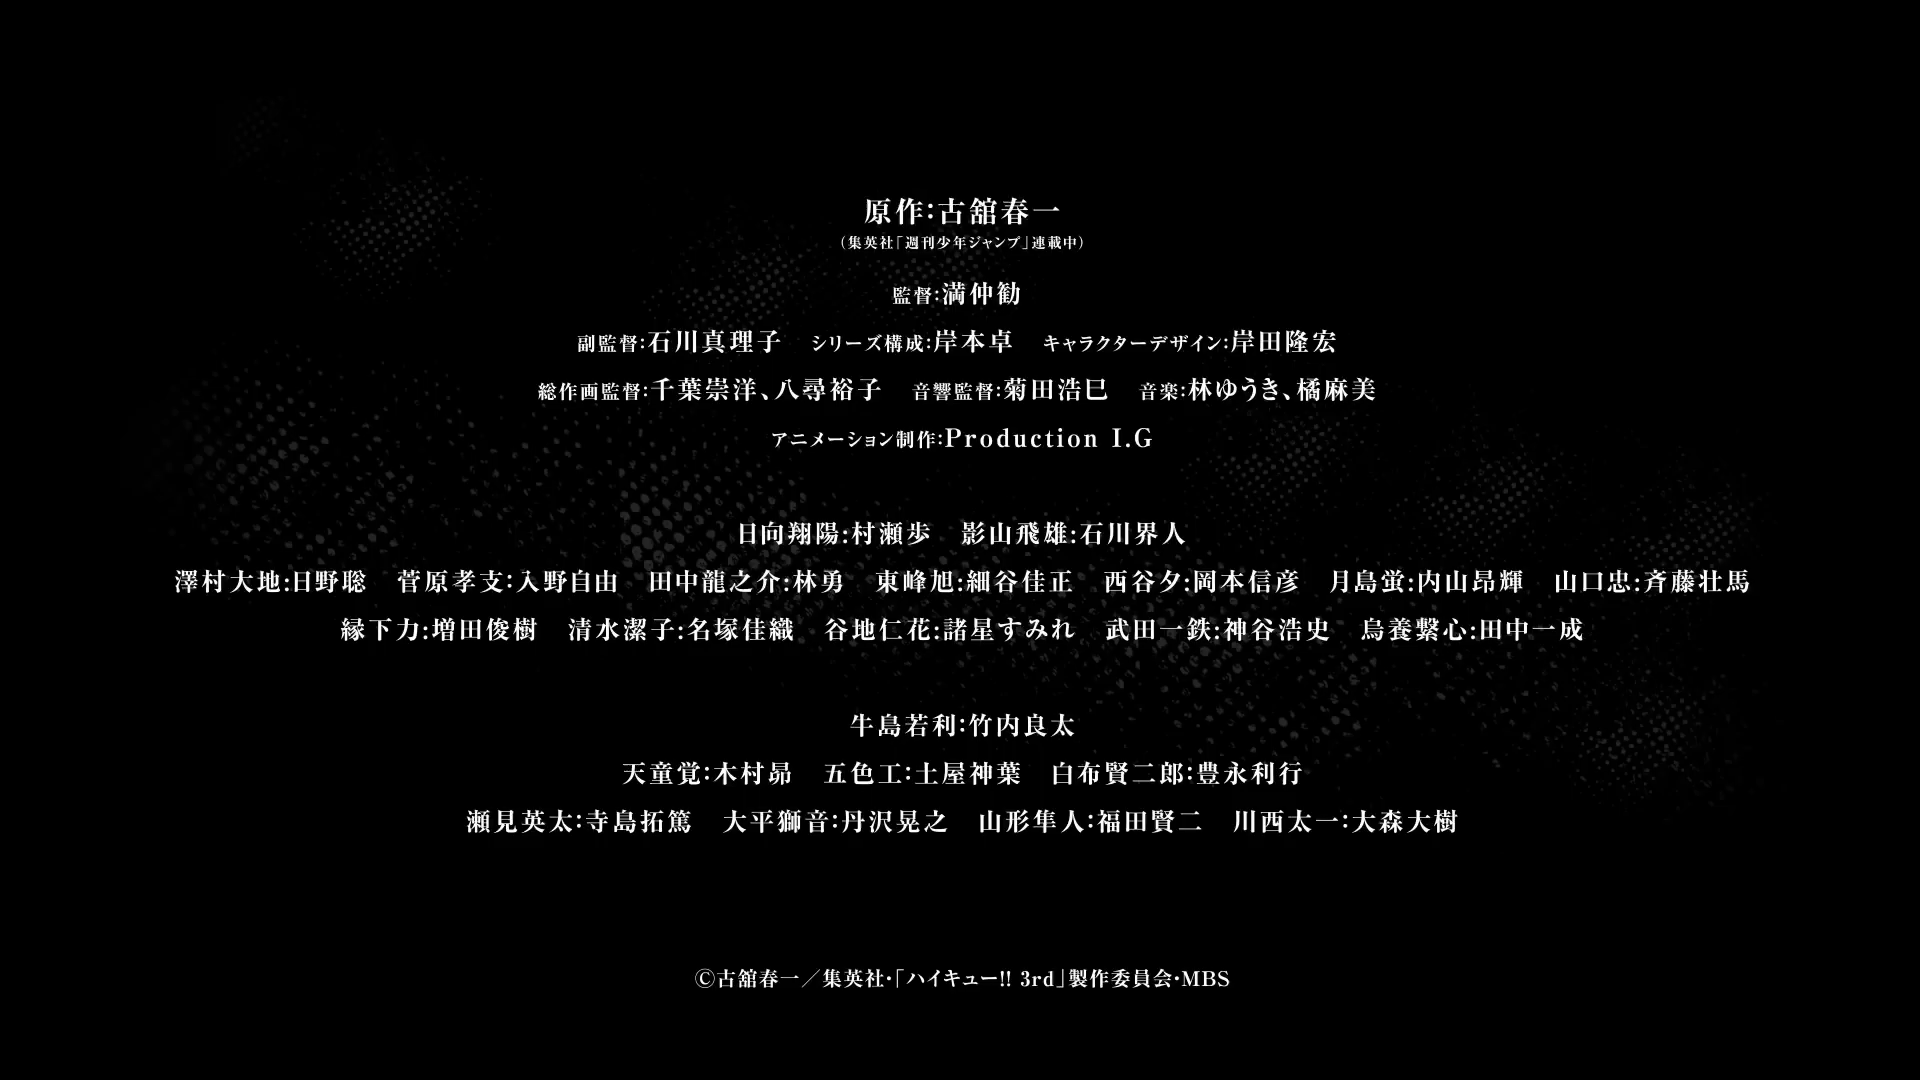 原作:古舘春一
(集英社「週刊少年ジャンプ」連載中)
監督:満仲勧
副監督:石川真理子　シリーズ構成:岸本卓　キャラクターデザイン:岸田隆宏
総作画監督:千葉崇洋、八尋裕子　音響監督:菊田浩巳　音楽:林ゆうき、橘麻美
アニメーション制作:Production I.G
日向翔陽:村瀬歩　影山飛雄:石川界人
澤村大地:日野聡　菅原孝支:入野自由　田中龍之介:林勇　東峰旭:細谷佳正　西谷夕:岡本信彦　月島蛍:内山昂輝　山口忠:斉藤壮馬
縁下力:増田俊樹　清水潔子:名塚佳織　谷地仁花:諸星すみれ　武田一鉄:神谷浩史　烏養繋心:田中一成
牛島若利:竹内良太
天童覚:木村昴　五色工:土屋神葉　白布賢二郎:豊永利行
瀬見英太:寺島拓篤　大平獅音:丹沢晃之　山形隼人:福田賢二　川西太一:大森大樹
©古舘春一／集英社・「ハイキュー!! 3rd」製作委員会・MBS